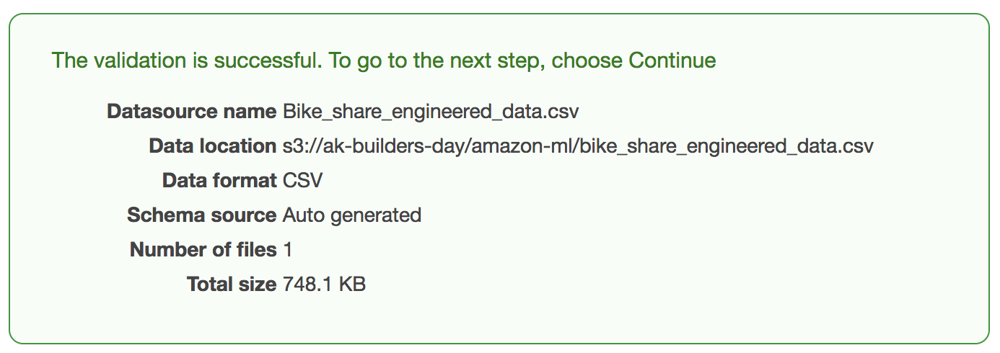 The validation is successful. To go to the next step, choose Continue
Datasource name Bike_share_engineered_data.csv
Data location s3://ak-builders-day/amazon-ml/bike_share_engineered_data.csv
Data format CSV
Schema source Auto generated
Number of files 1
Total size 748.1 KB